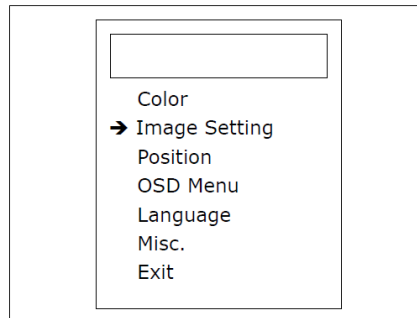 Color
➔ Image Setting
Position
OSD Menu
Language
Misc.
Exit